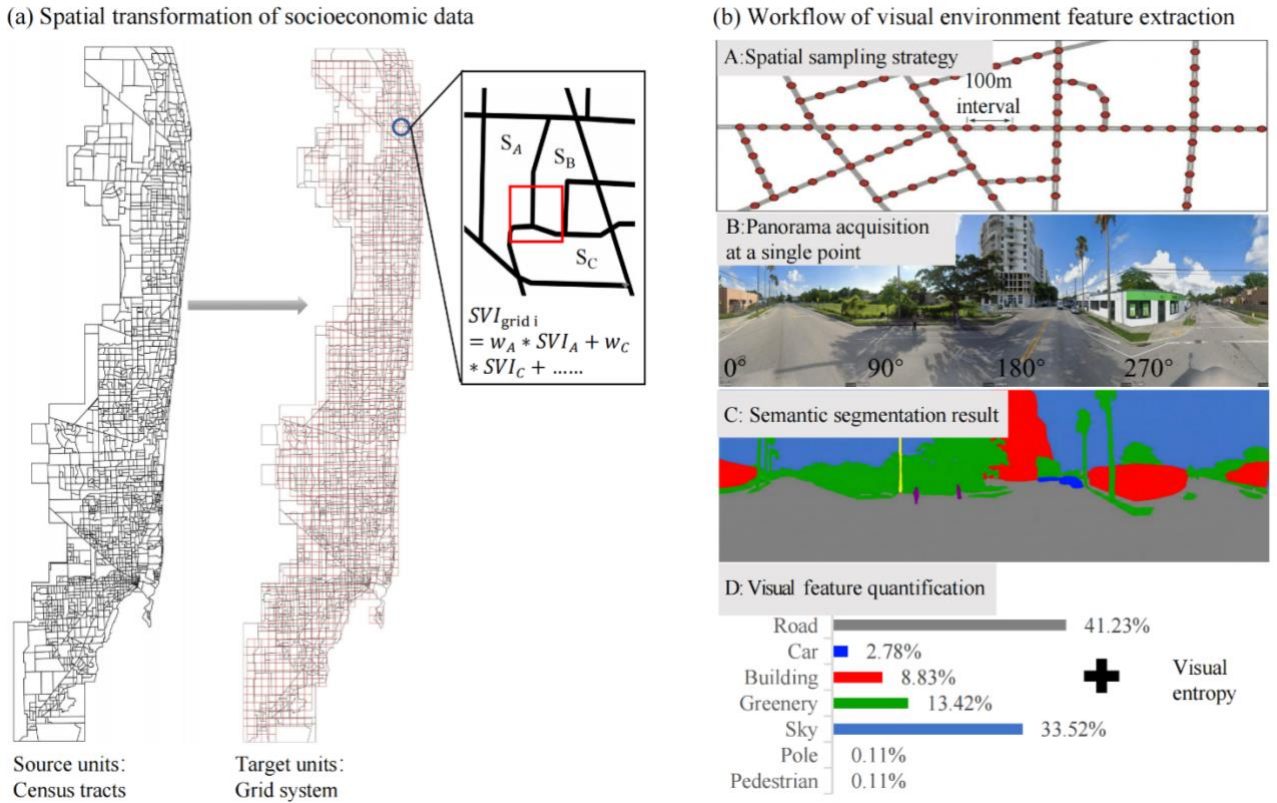 (a) Spatial transformation of socioeconomic data
S_A
S_B
S_C
SVI_grid i
= w_A * SVI_A + w_C
* SVI_C + ......
Source units:
Census tracts
Target units:
Grid system
(b) Workflow of visual environment feature extraction
A:Spatial sampling strategy
100m
interval
B:Panorama acquisition
at a single point
0° 90° 180° 270°
C: Semantic segmentation result
D: Visual feature quantification
Road 41.23%
Car 2.78%
Building 8.83%
Greenery 13.42%
Sky 33.52%
Pole 0.11%
Pedestrian 0.11%
Visual
entropy